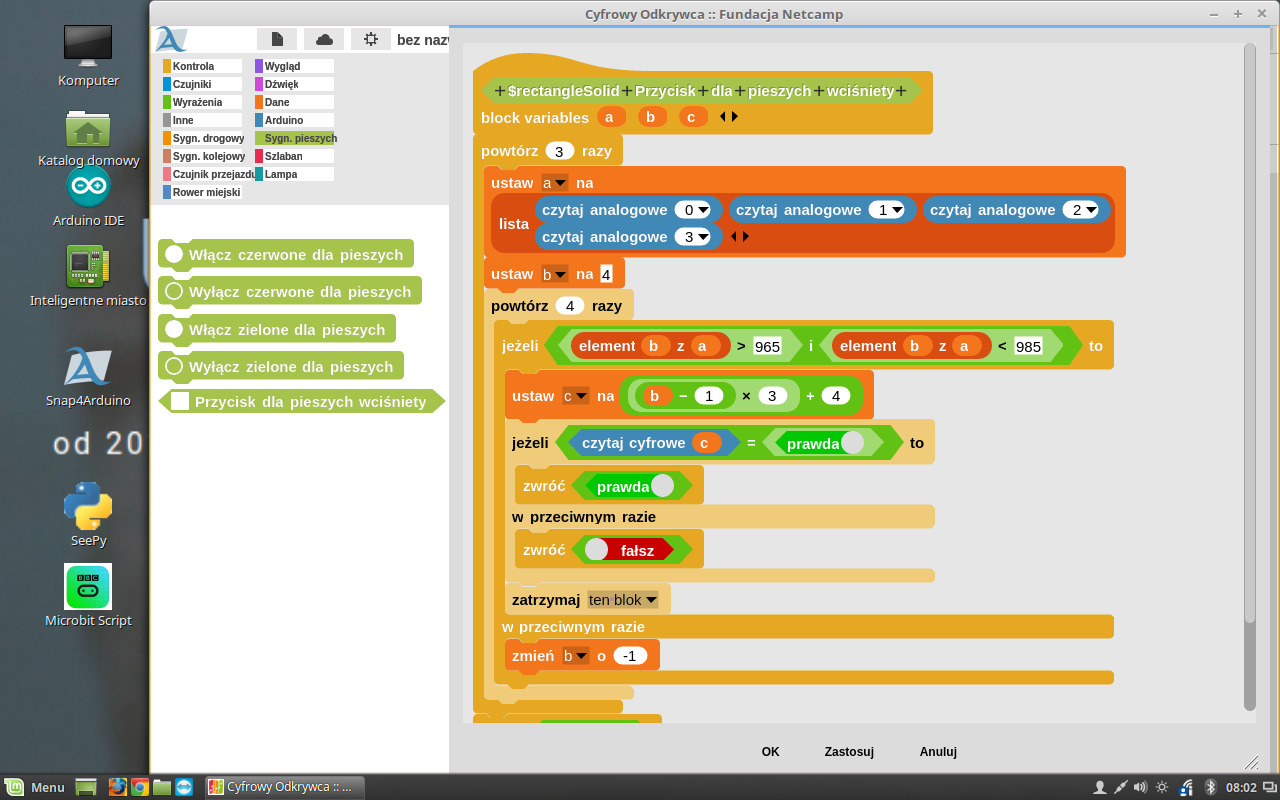 Cyfrowy Odkrywca :: Fundacja Netcamp
Komputer
Katalog domowy
Arduino IDE
Inteligentne miasto
Snap4Arduino
od 20
SeePy
BBC
Microbit Script
bez naz
Kontrola
Wygląd
Czujniki
Dźwięk
Wyrażenia
Dane
Inne
Arduino
Sygn. drogowy
Sygn. pieszych
Sygn. kolejowy
Szlaban
Czujnik przejazdu
Lampa
Rower miejski
Włącz czerwone dla pieszych
Wyłącz czerwone dla pieszych
Włącz zielone dla pieszych
Wyłącz zielone dla pieszych
Przycisk dla pieszych wciśniety
+ $rectangleSolid + Przycisk + dla + pieszych + wciśniety +
block variables a b c
powtórz 3 razy
ustaw a na
lista czytaj analogowe 0 czytaj analogowe 1 czytaj analogowe 2
czytaj analogowe 3
ustaw b na 4
powtórz 4 razy
jeżeli element b z a > 965 i element b z a < 985 to
ustaw c na b − 1 × 3 + 4
jeżeli czytaj cyfrowe c = prawda to
zwróć prawda
w przeciwnym razie
zwróć fałsz
zatrzymaj ten blok
w przeciwnym razie
zmień b o -1
OK Zastosuj Anuluj
Menu
Cyfrowy Odkrywca :: ...
08:02